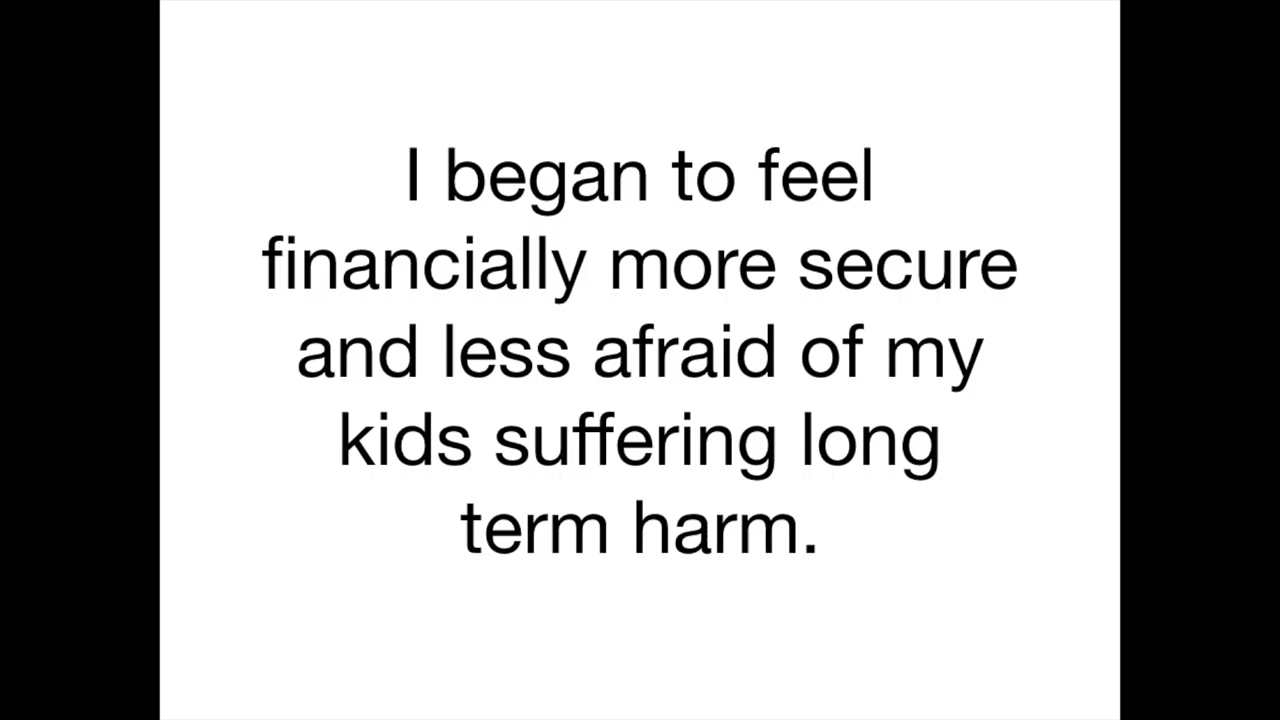 I began to feel
financially more secure
and less afraid of my
kids suffering long
term harm.